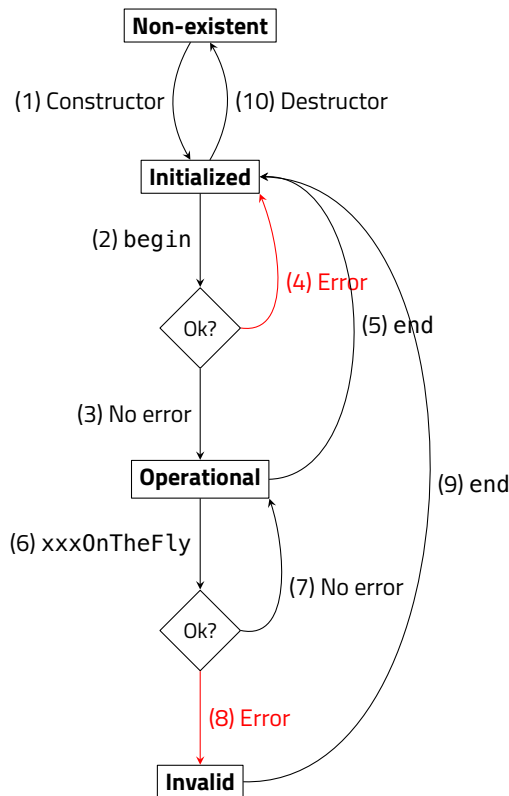 Non-existent
(1) Constructor
(10) Destructor
Initialized
(2) begin
(4) Error
Ok?
(5) end
(3) No error
Operational
(9) end
(6) xxxOnTheFly
(7) No error
Ok?
(8) Error
Invalid